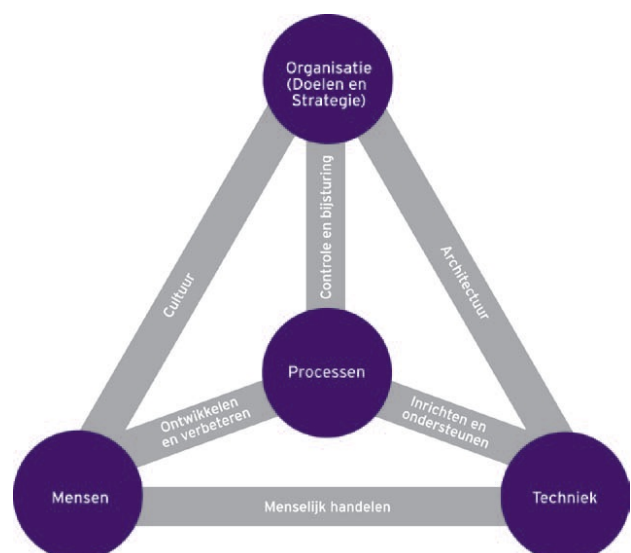 Organisatie
(Doelen en
Strategie)
Controle en bijsturing
Cultuur
Architectuur
Processen
Ontwikkelen
en verbeteren
Inrichten en
ondersteunen
Mensen
Menselijk handelen
Techniek